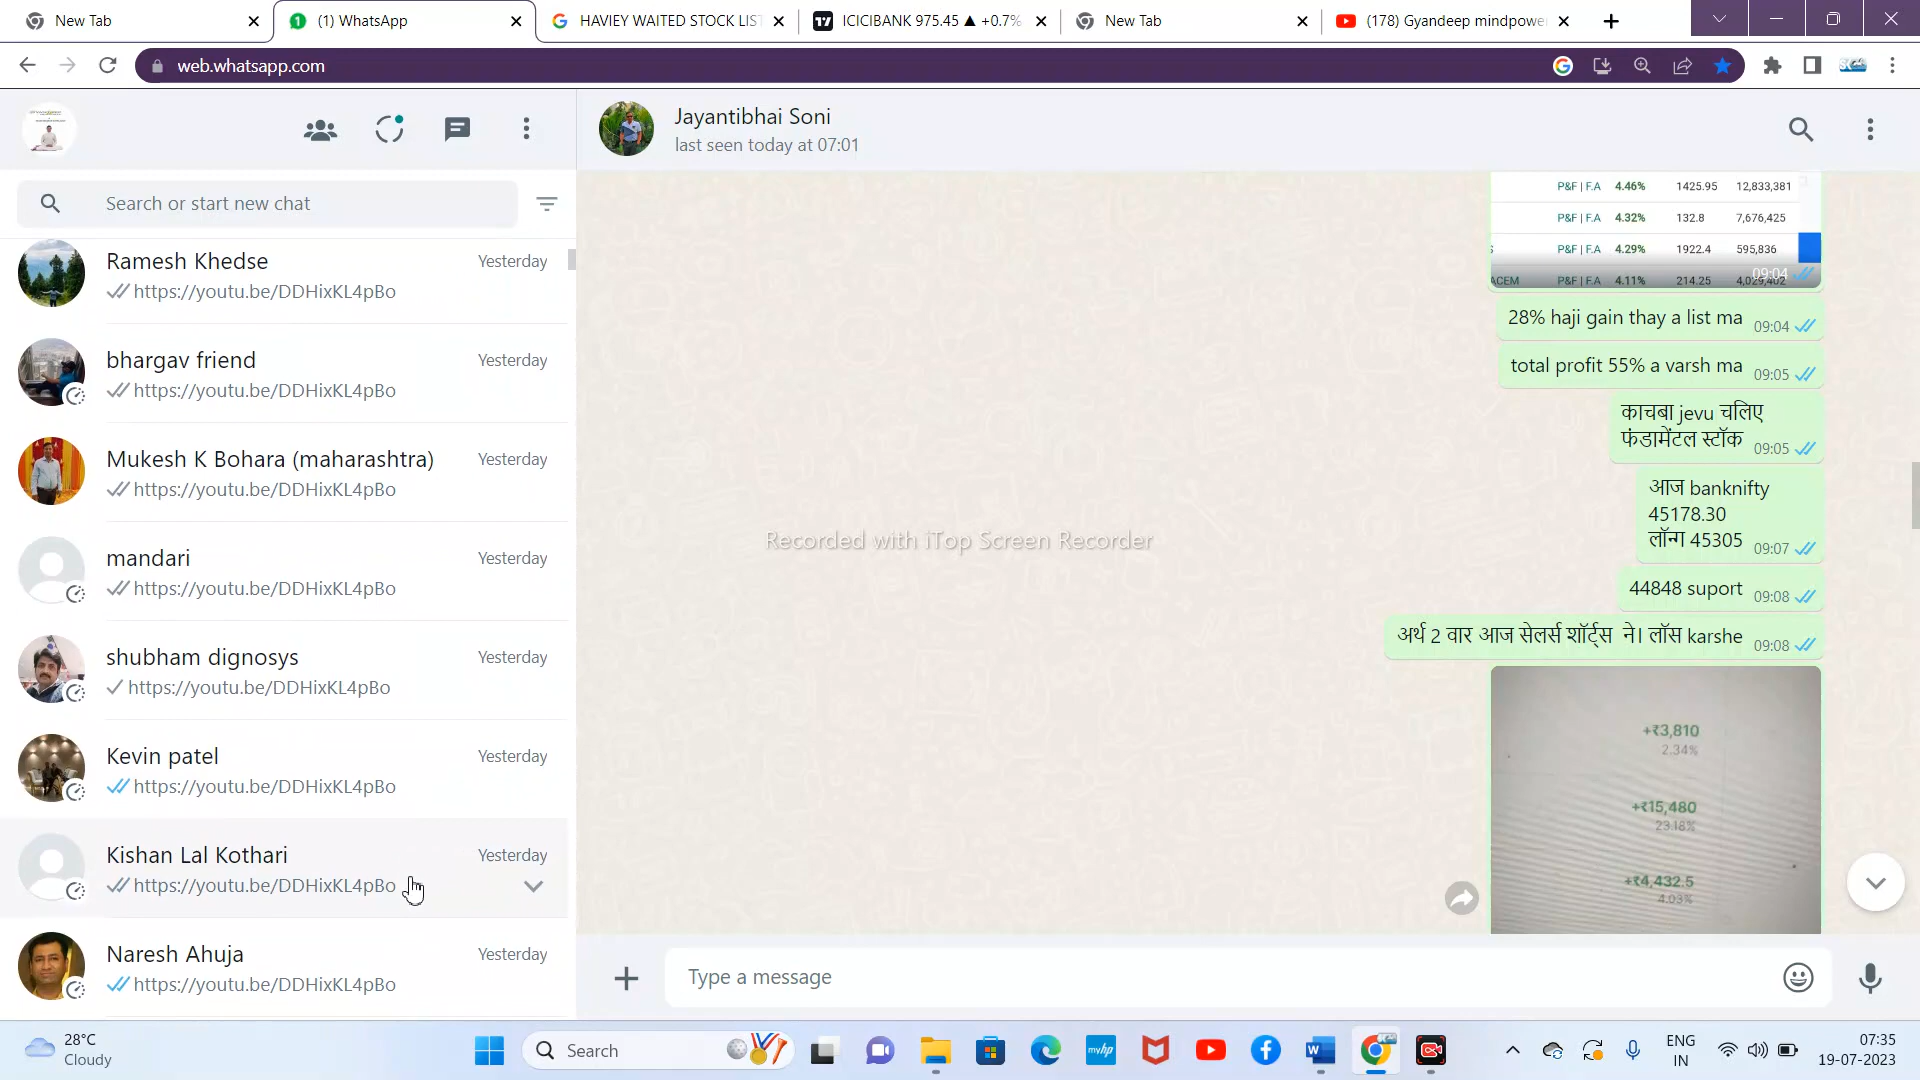 New Tab
(1) WhatsApp
HAVIEY WAITED STOCK LIS
ICICIBANK 975.45 ▲ +0.7%
New Tab
(178) Gyandeep mindpower
web.whatsapp.com
Jayantibhai Soni
last seen today at 07:01
Search or start new chat
Ramesh Khedse
Yesterday
https://youtu.be/DDHixKL4pBo
bhargav friend
Yesterday
https://youtu.be/DDHixKL4pBo
Mukesh K Bohara (maharashtra)
Yesterday
https://youtu.be/DDHixKL4pBo
mandari
Yesterday
https://youtu.be/DDHixKL4pBo
shubham dignosys
Yesterday
https://youtu.be/DDHixKL4pBo
Kevin patel
Yesterday
https://youtu.be/DDHixKL4pBo
Kishan Lal Kothari
Yesterday
https://youtu.be/DDHixKL4pBo
Naresh Ahuja
Yesterday
https://youtu.be/DDHixKL4pBo
P&F | F.A 4.46% 1425.95 12,833,381
P&F | F.A 4.32% 132.8 7,676,425
S P&F | F.A 4.29% 1922.4 595,836
ACEM P&F | F.A 4.11% 214.25 4,029,402
09:04
28% haji gain thay a list ma 09:04
total profit 55% a varsh ma 09:05
काचबा jevu चलिए
फंडामेंटल स्टॉक 09:05
आज banknifty
45178.30
लॉन्ग 45305 09:07
44848 suport 09:08
अर्थ 2 वार आज सेलर्स शॉर्ट्स ने। लॉस karshe 09:08
+₹3,810
2.34%
+₹15,480
23.18%
+₹4,432.5
4.03%
Recorded with iTop Screen Recorder
Type a message
28°C
Cloudy
Search
myhp
ENG
IN
07:35
19-07-2023